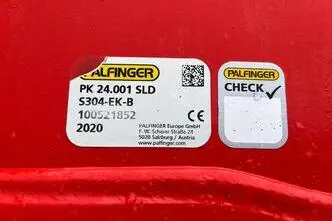 PALFINGER
PK 24.001 SLD
S304-EK-B
100521852
2020
PALFINGER Europe GmbH
F.-W. Scherer-Straße 24
5020 Salzburg / Austria
www.palfinger.com
PALFINGER
CHECK